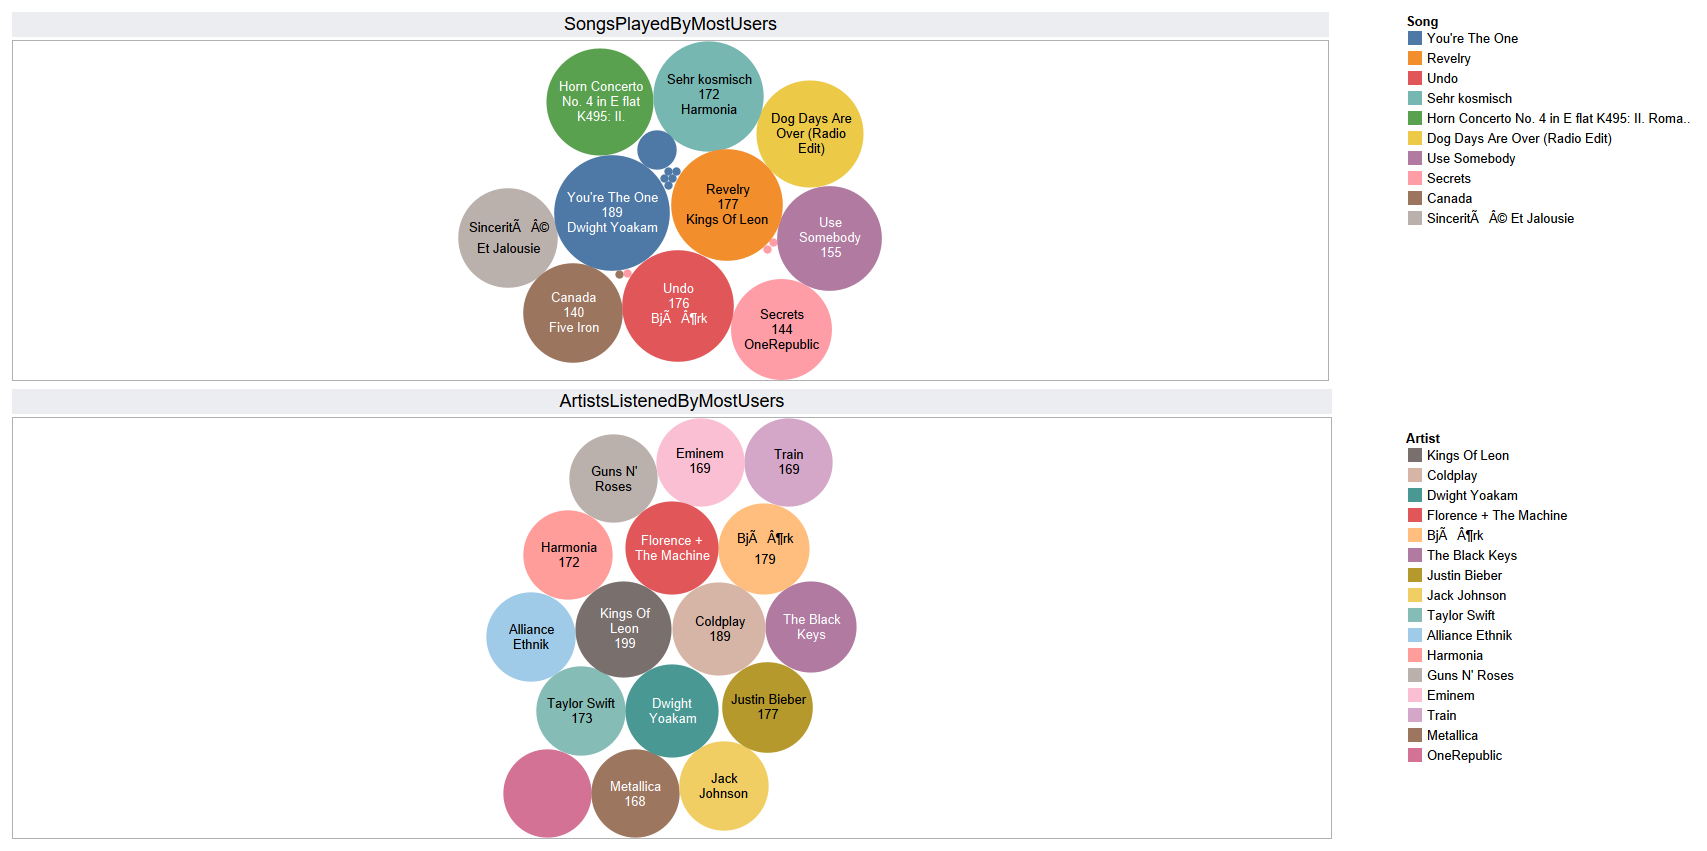 SongsPlayedByMostUsers
Horn Concerto
No. 4 in E flat
K495: II.
Sehr kosmisch
172
Harmonia
Dog Days Are
Over (Radio
Edit)
You're The One
189
Dwight Yoakam
Revelry
177
Kings Of Leon
Use
Somebody
155
SinceritÃ Â©
Et Jalousie
Canada
140
Five Iron
Undo
176
BjÃ Â¶rk
Secrets
144
OneRepublic
Song
You're The One
Revelry
Undo
Sehr kosmisch
Horn Concerto No. 4 in E flat K495: II. Roma..
Dog Days Are Over (Radio Edit)
Use Somebody
Secrets
Canada
SinceritÃ Â© Et Jalousie
ArtistsListenedByMostUsers
Guns N'
Roses
Eminem
169
Train
169
Harmonia
172
Florence +
The Machine
BjÃ Â¶rk
179
Alliance
Ethnik
Kings Of
Leon
199
Coldplay
189
The Black
Keys
Taylor Swift
173
Dwight
Yoakam
Justin Bieber
177
Metallica
168
Jack
Johnson
Artist
Kings Of Leon
Coldplay
Dwight Yoakam
Florence + The Machine
BjÃ Â¶rk
The Black Keys
Justin Bieber
Jack Johnson
Taylor Swift
Alliance Ethnik
Harmonia
Guns N' Roses
Eminem
Train
Metallica
OneRepublic